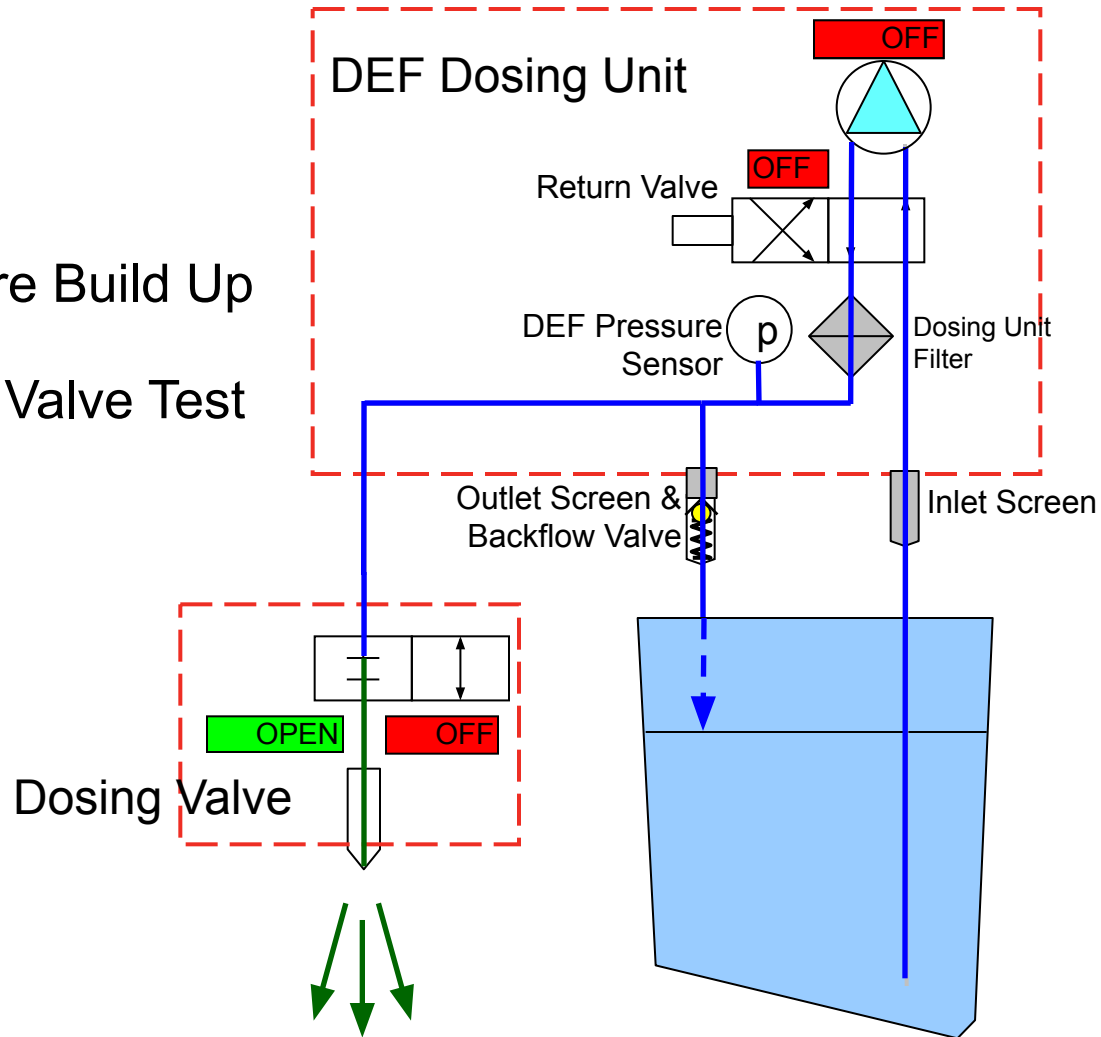 OFF
DEF Dosing Unit
OFF
Return Valve
Build Up
DEF Pressure
Sensor
p
Dosing Unit
Filter
Valve Test
Outlet Screen &
Backflow Valve
Inlet Screen
OPEN
OFF
Dosing Valve